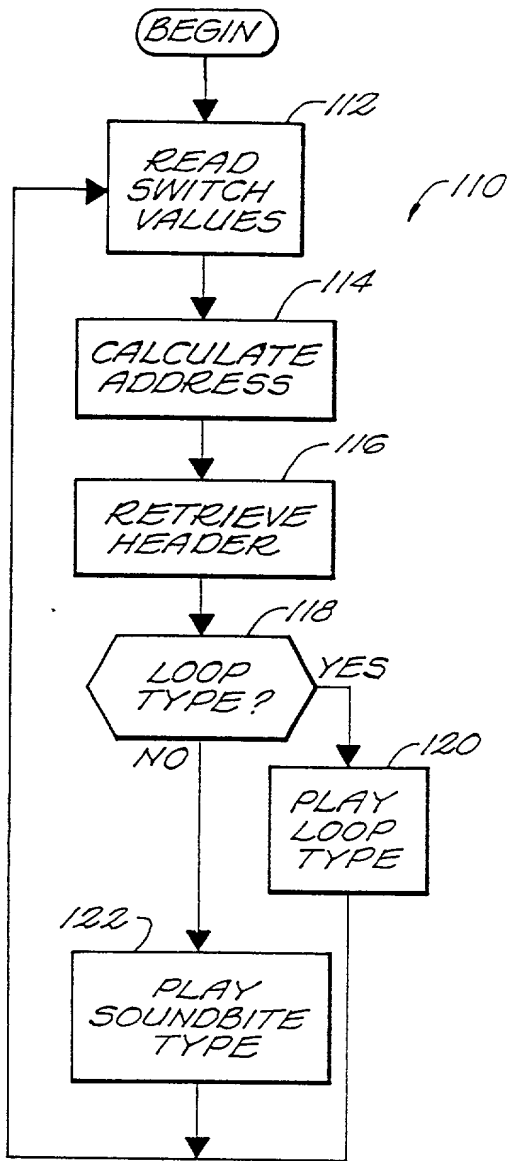 BEGIN
112
READ
SWITCH
VALUES
110
114
CALCULATE
ADDRESS
116
RETRIEVE
HEADER
118
LOOP
TYPE?
YES
NO
120
PLAY
LOOP
TYPE
122
PLAY
SOUNDBITE
TYPE